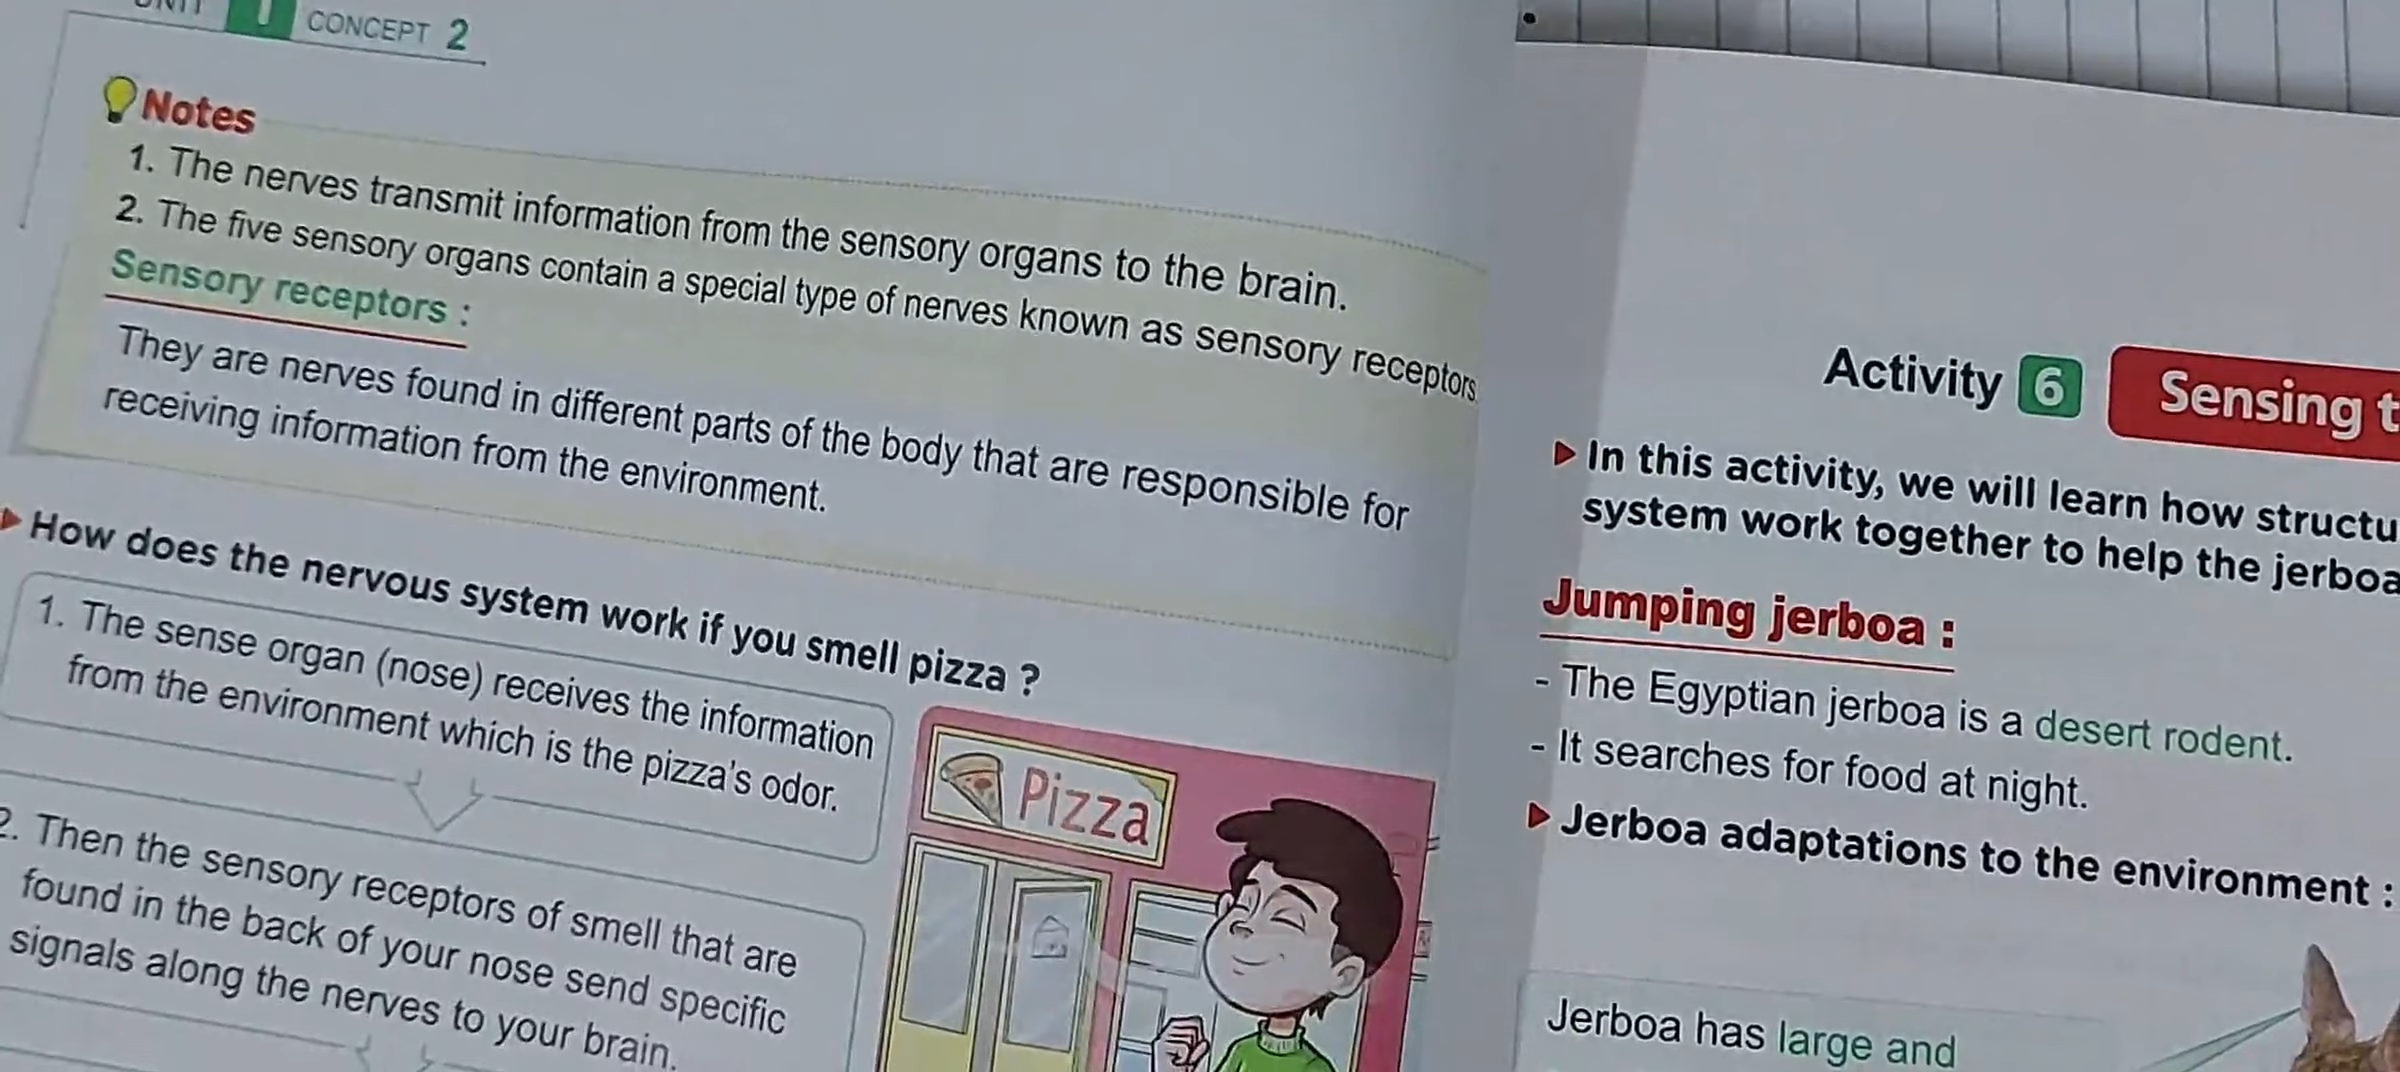 UNIT 1 CONCEPT 2
Notes
1. The nerves transmit information from the sensory organs to the brain.
2. The five sensory organs contain a special type of nerves known as sensory receptors.
Sensory receptors :
They are nerves found in different parts of the body that are responsible for
receiving information from the environment.
How does the nervous system work if you smell pizza ?
1. The sense organ (nose) receives the information
from the environment which is the pizza's odor.
2. Then the sensory receptors of smell that are
found in the back of your nose send specific
signals along the nerves to your brain.
Pizza
Activity 6 Sensing t
In this activity, we will learn how structu
system work together to help the jerboa
Jumping jerboa :
- The Egyptian jerboa is a desert rodent.
- It searches for food at night.
Jerboa adaptations to the environment :
Jerboa has large and